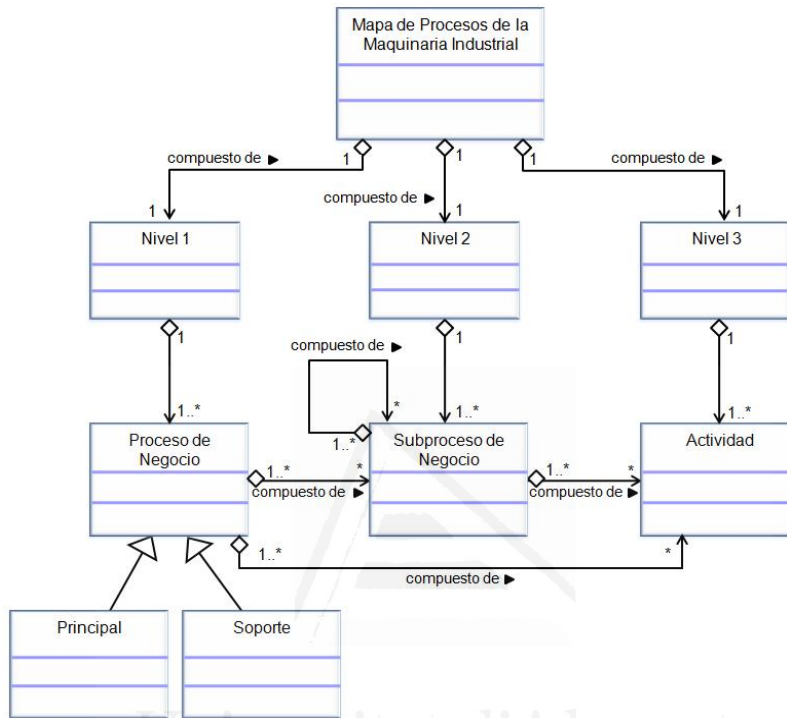 Mapa de Procesos de la
Maquinaria Industrial
compuesto de ►
1
1
1
compuesto de ►
compuesto de ►
1
1
1
Nivel 1
Nivel 2
Nivel 3
1
1
1
compuesto de ►
1..*
*
1..*
1..*
1..*
Proceso de
Negocio
Subproceso de
Negocio
Actividad
1..*
*
1..*
*
compuesto de ►
compuesto de ►
1..*
*
compuesto de ►
Principal
Soporte